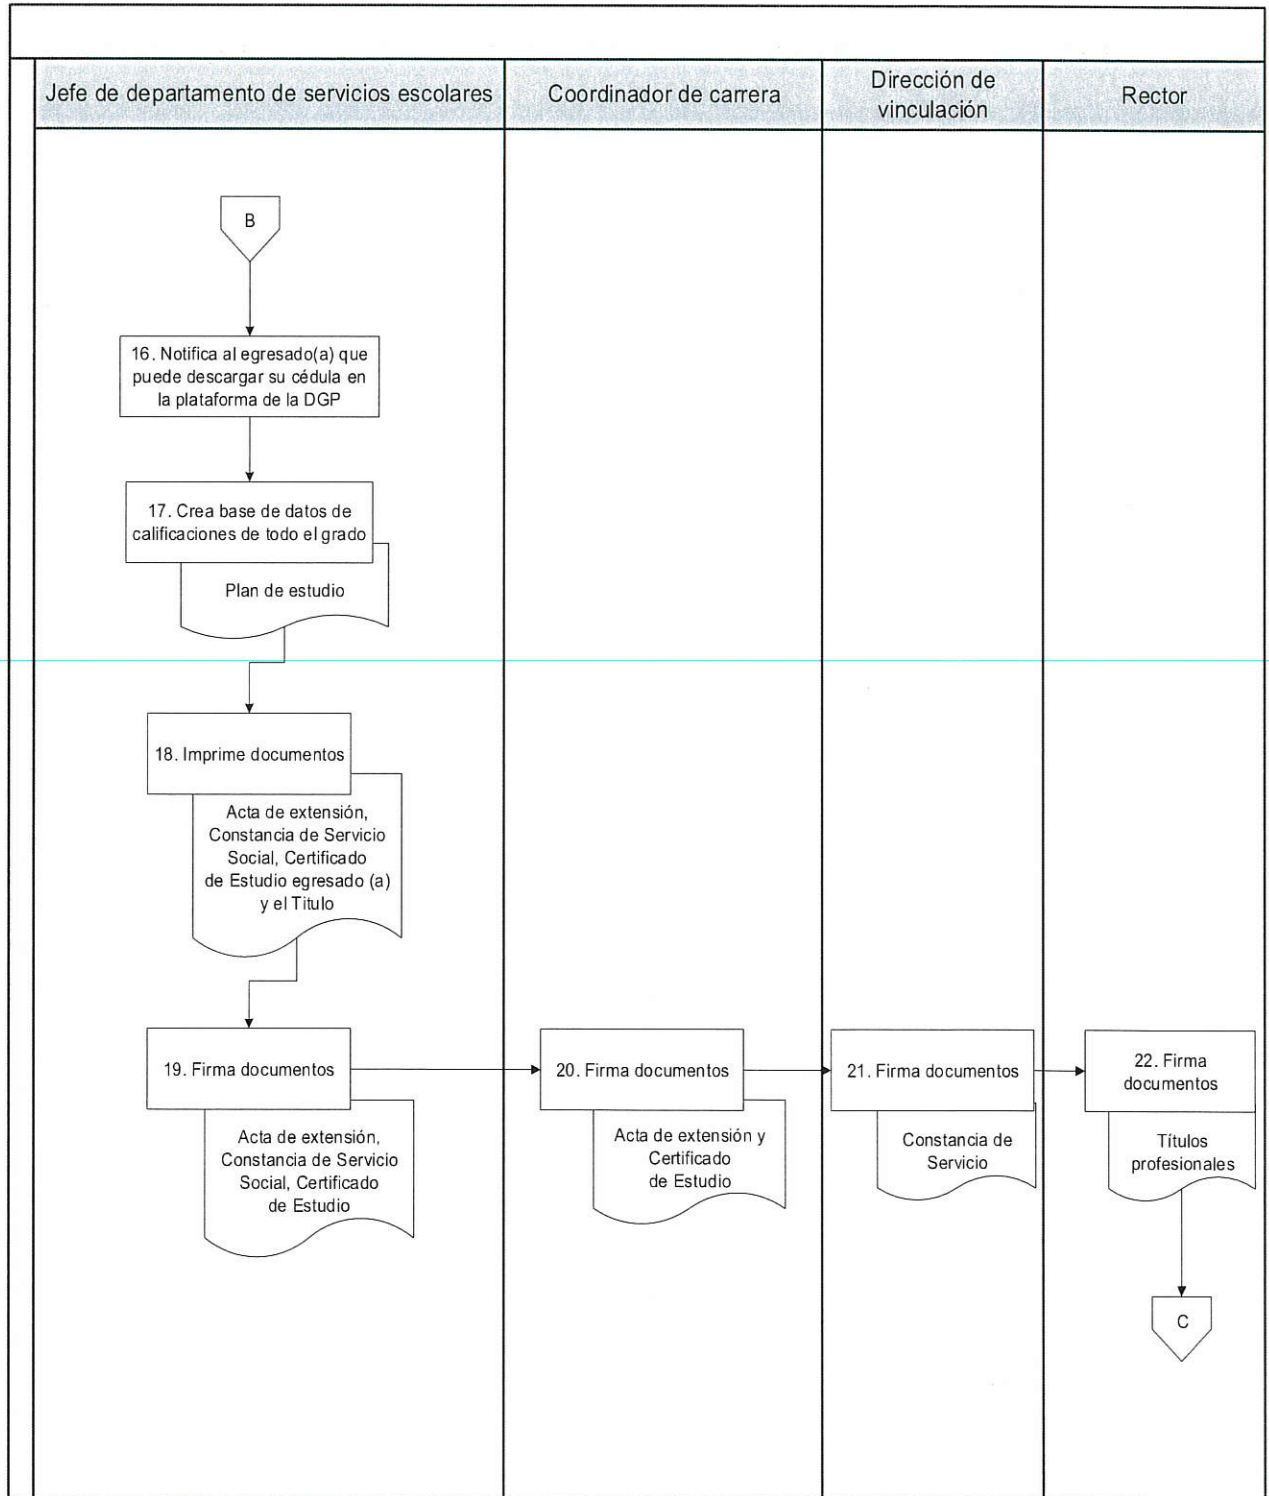 Jefe de departamento de servicios escolares
Coordinador de carrera
Dirección de
vinculación
Rector
B
16. Notifica al egresado(a) que
puede descargar su cédula en
la plataforma de la DGP
17. Crea base de datos de
calificaciones de todo el grado
Plan de estudio
18. Imprime documentos
Acta de extensión,
Constancia de Servicio
Social, Certificado
de Estudio egresado (a)
y el Titulo
19. Firma documentos
Acta de extensión,
Constancia de Servicio
Social, Certificado
de Estudio
20. Firma documentos
Acta de extensión y
Certificado
de Estudio
21. Firma documentos
Constancia de
Servicio
22. Firma
documentos
Títulos
profesionales
C